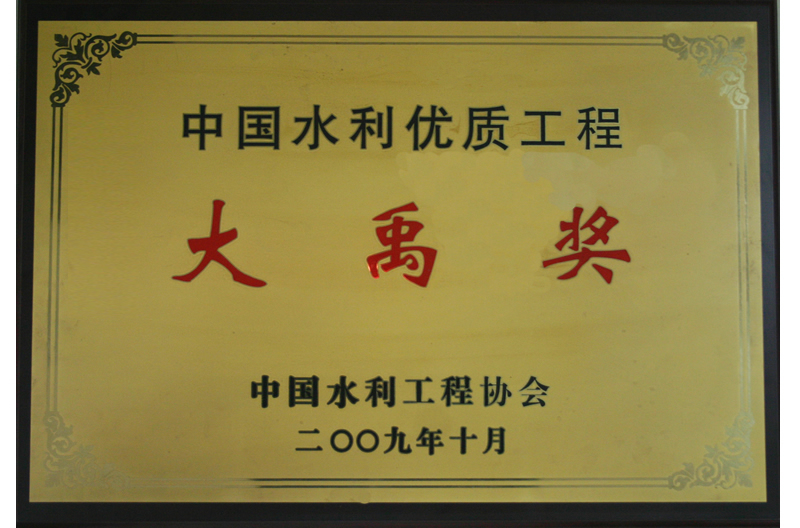 中国水利优质工程
大禹奖
中国水利工程协会
二〇〇九年十月